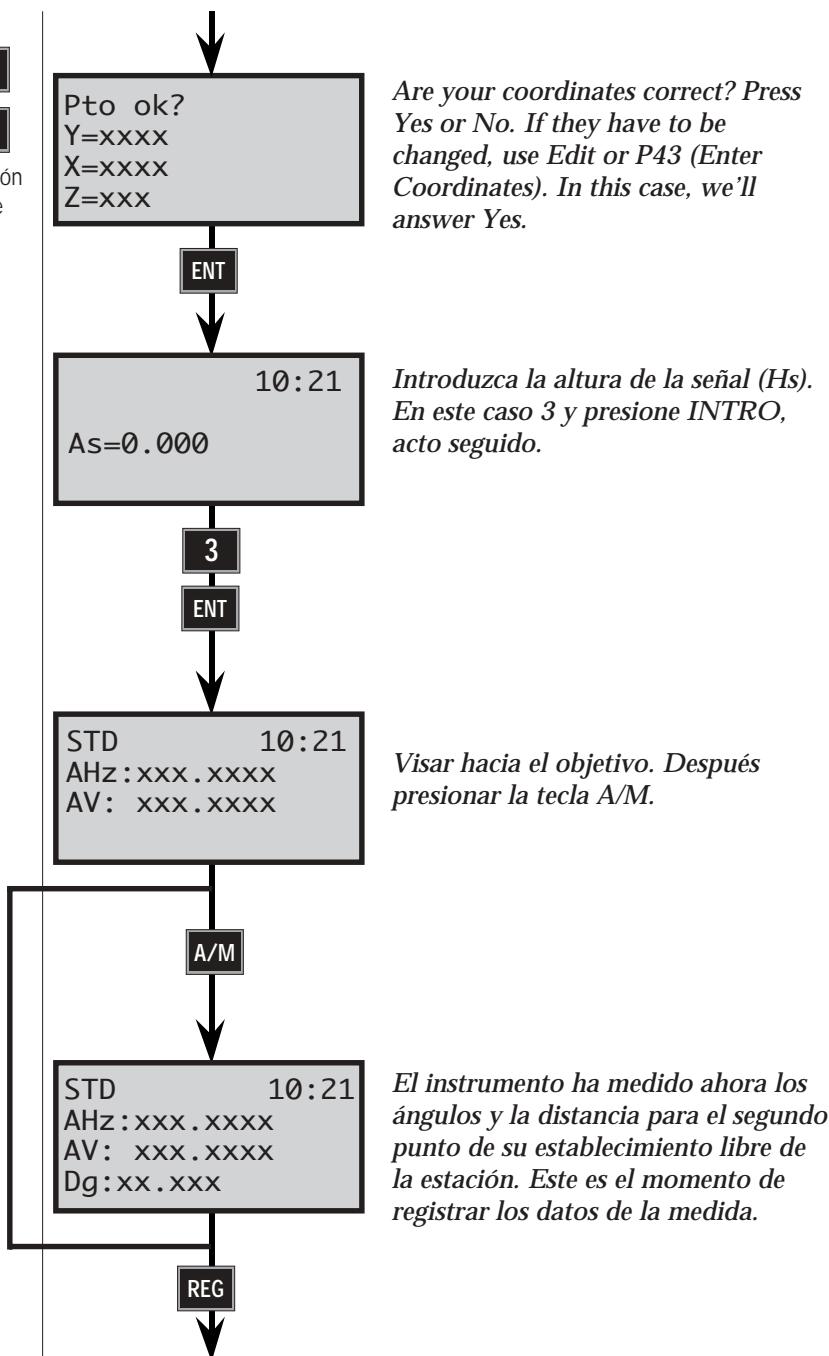 ón
e
Pto ok?
Y=xxxx
X=xxxx
Z=xxx
Are your coordinates correct? Press
Yes or No. If they have to be
changed, use Edit or P43 (Enter
Coordinates). In this case, we'll
answer Yes.
ENT
10:21
As=0.000
Introduzca la altura de la señal (Hs).
En este caso 3 y presione INTRO,
acto seguido.
3
ENT
STD 10:21
AHz:xxx.xxxx
AV: xxx.xxxx
Visar hacia el objetivo. Después
presionar la tecla A/M.
A/M
STD 10:21
AHz:xxx.xxxx
AV: xxx.xxxx
Dg:xx.xxx
El instrumento ha medido ahora los
ángulos y la distancia para el segundo
punto de su establecimiento libre de
la estación. Este es el momento de
registrar los datos de la medida.
REG